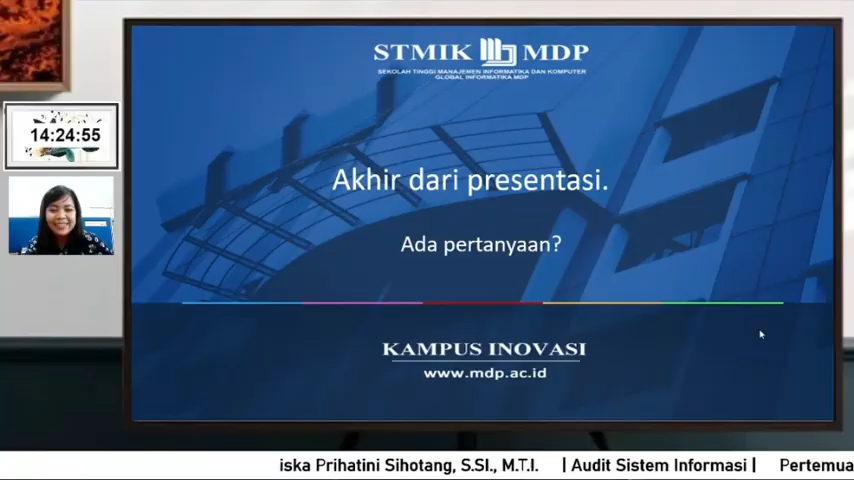 STMIK MDP
SEKOLAH TINGGI MANAJEMEN INFORMATIKA DAN KOMPUTER
GLOBAL INFORMATIKA MDP
14:24:55
Akhir dari presentasi.
Ada pertanyaan?
KAMPUS INOVASI
www.mdp.ac.id
iska Prihatini Sihotang, S.SI., M.T.I. | Audit Sistem Informasi | Pertemua